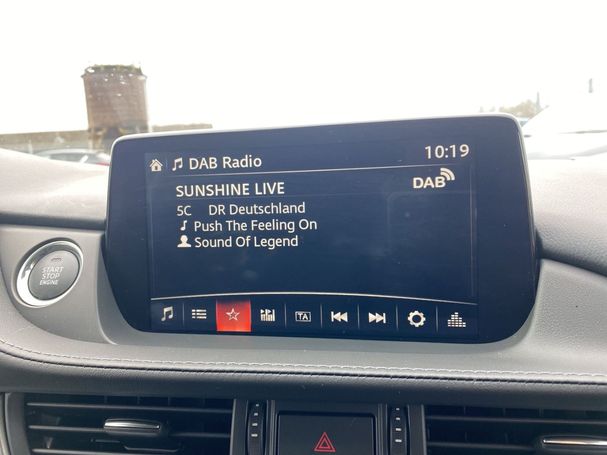 DAB Radio 10:19
SUNSHINE LIVE DAB
5C DR Deutschland
Push The Feeling On
Sound Of Legend
TA
START
STOP
ENGINE